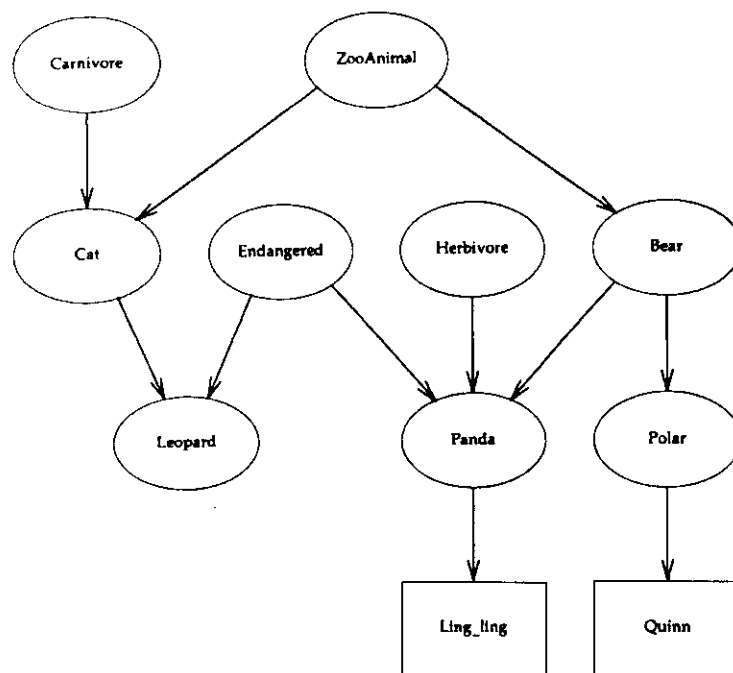 Carnivore
ZooAnimal
Cat
Endangered
Herbivore
Bear
Leopard
Panda
Polar
Ling_ling
Quinn